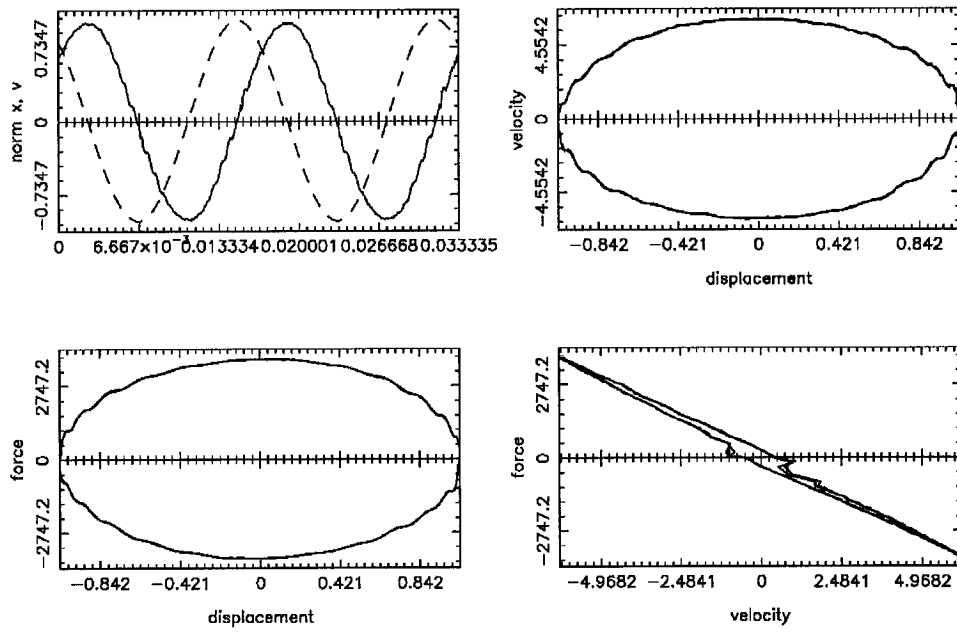 norm x, v
0.7347
0
-0.7347
0 6.667×10⁻³ 0.013334 0.020001 0.026668 0.033335
velocity
4.5542
0
-4.5542
-0.842 -0.421 0 0.421 0.842
displacement
force
2747.2
0
-2747.2
-0.842 -0.421 0 0.421 0.842
displacement
force
2747.2
0
-2747.2
-4.9682 -2.4841 0 2.4841 4.9682
velocity